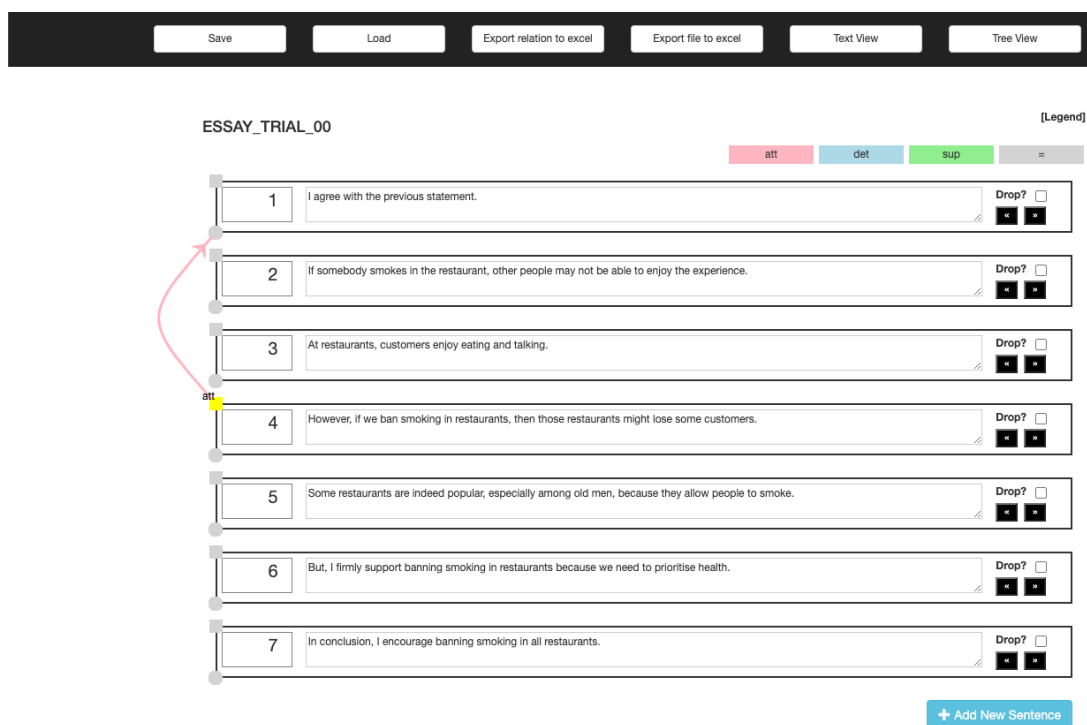 Save Load Export relation to excel Export file to excel Text View Tree View
[Legend]
ESSAY_TRIAL_00
att det sup =
1 I agree with the previous statement. Drop?
« »
2 If somebody smokes in the restaurant, other people may not be able to enjoy the experience. Drop?
« »
3 At restaurants, customers enjoy eating and talking. Drop?
« »
att
4 However, if we ban smoking in restaurants, then those restaurants might lose some customers. Drop?
« »
5 Some restaurants are indeed popular, especially among old men, because they allow people to smoke. Drop?
« »
6 But, I firmly support banning smoking in restaurants because we need to prioritise health. Drop?
« »
7 In conclusion, I encourage banning smoking in all restaurants. Drop?
« »
+ Add New Sentence